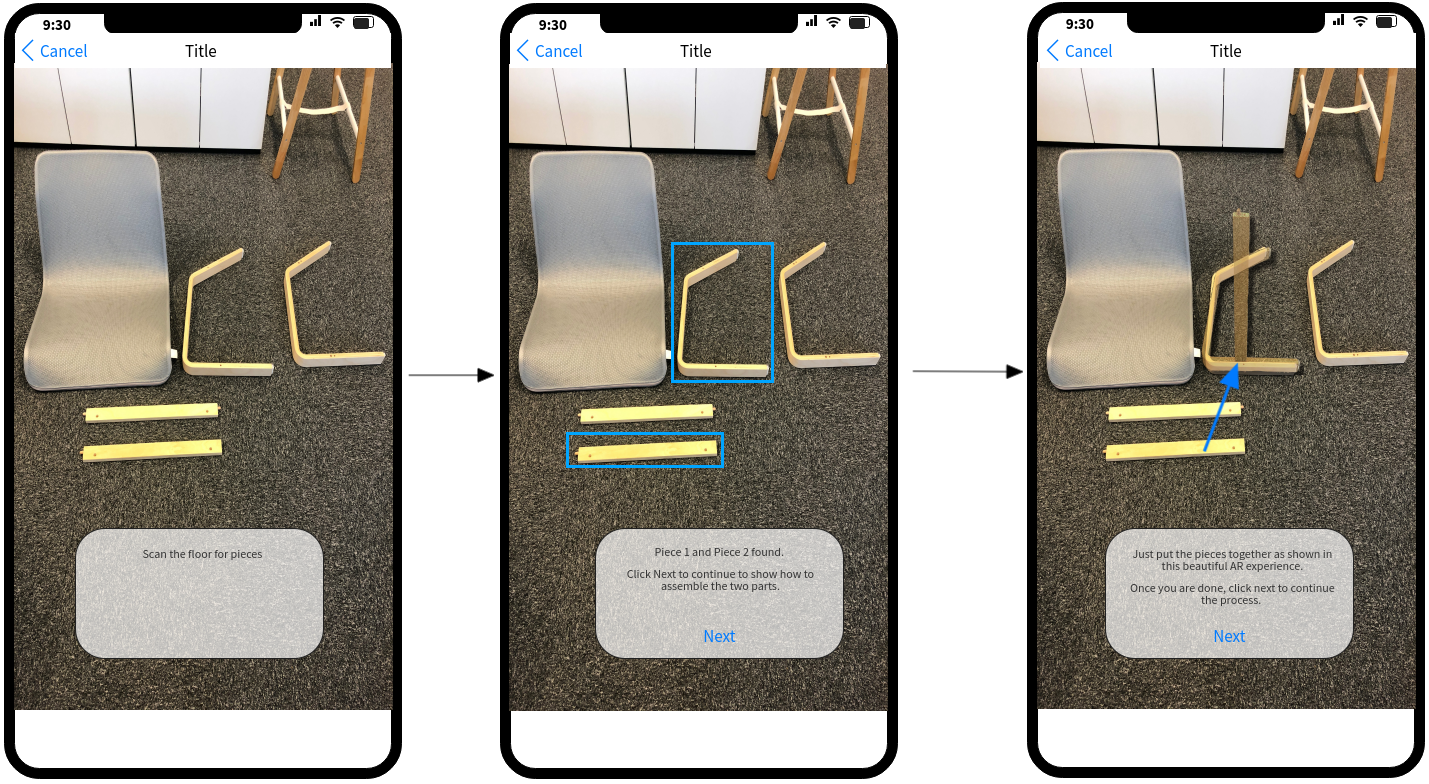 9:30
Cancel
Title
Scan the floor for pieces
9:30
Cancel
Title
Piece 1 and Piece 2 found.
Click Next to continue to show how to
assemble the two parts.
Next
9:30
Cancel
Title
Just put the pieces together as shown in
this beautiful AR experience.
Once you are done, click next to continue
the process.
Next